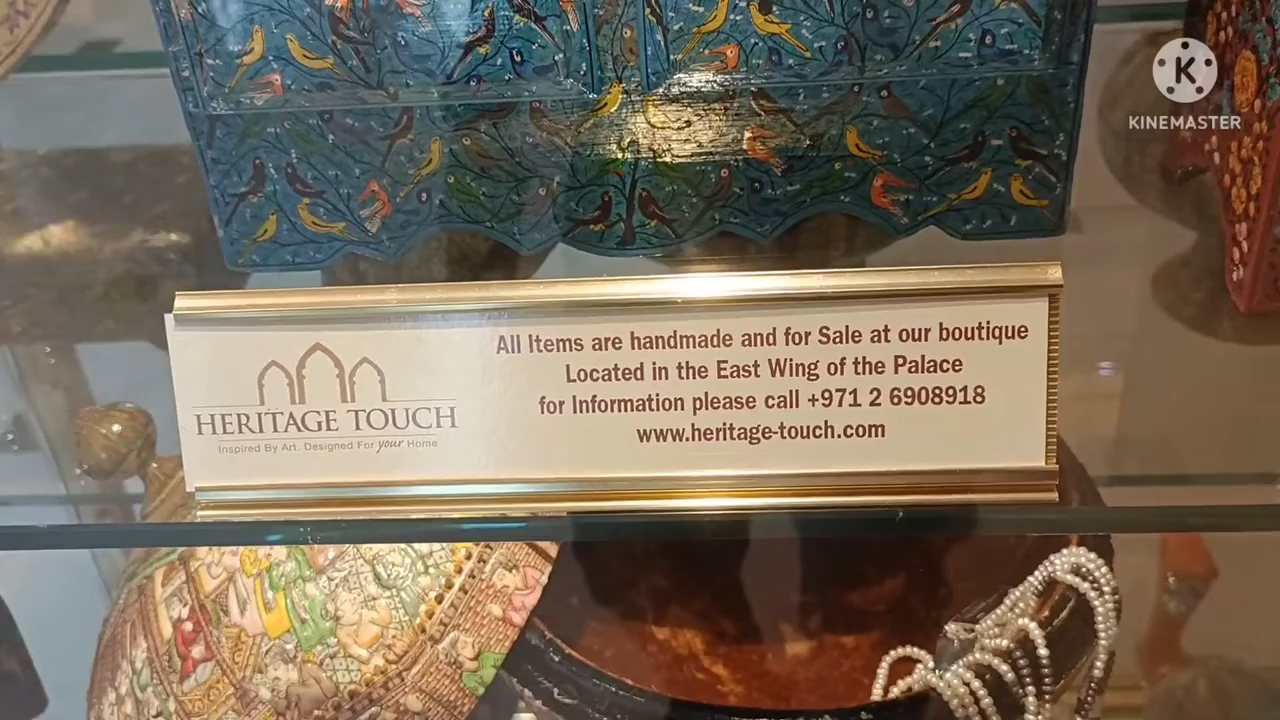 K
KINEMASTER
HERITAGE TOUCH
Inspired By Art. Designed For your Home
All Items are handmade and for Sale at our boutique
Located in the East Wing of the Palace
for Information please call +971 2 6908918
www.heritage-touch.com